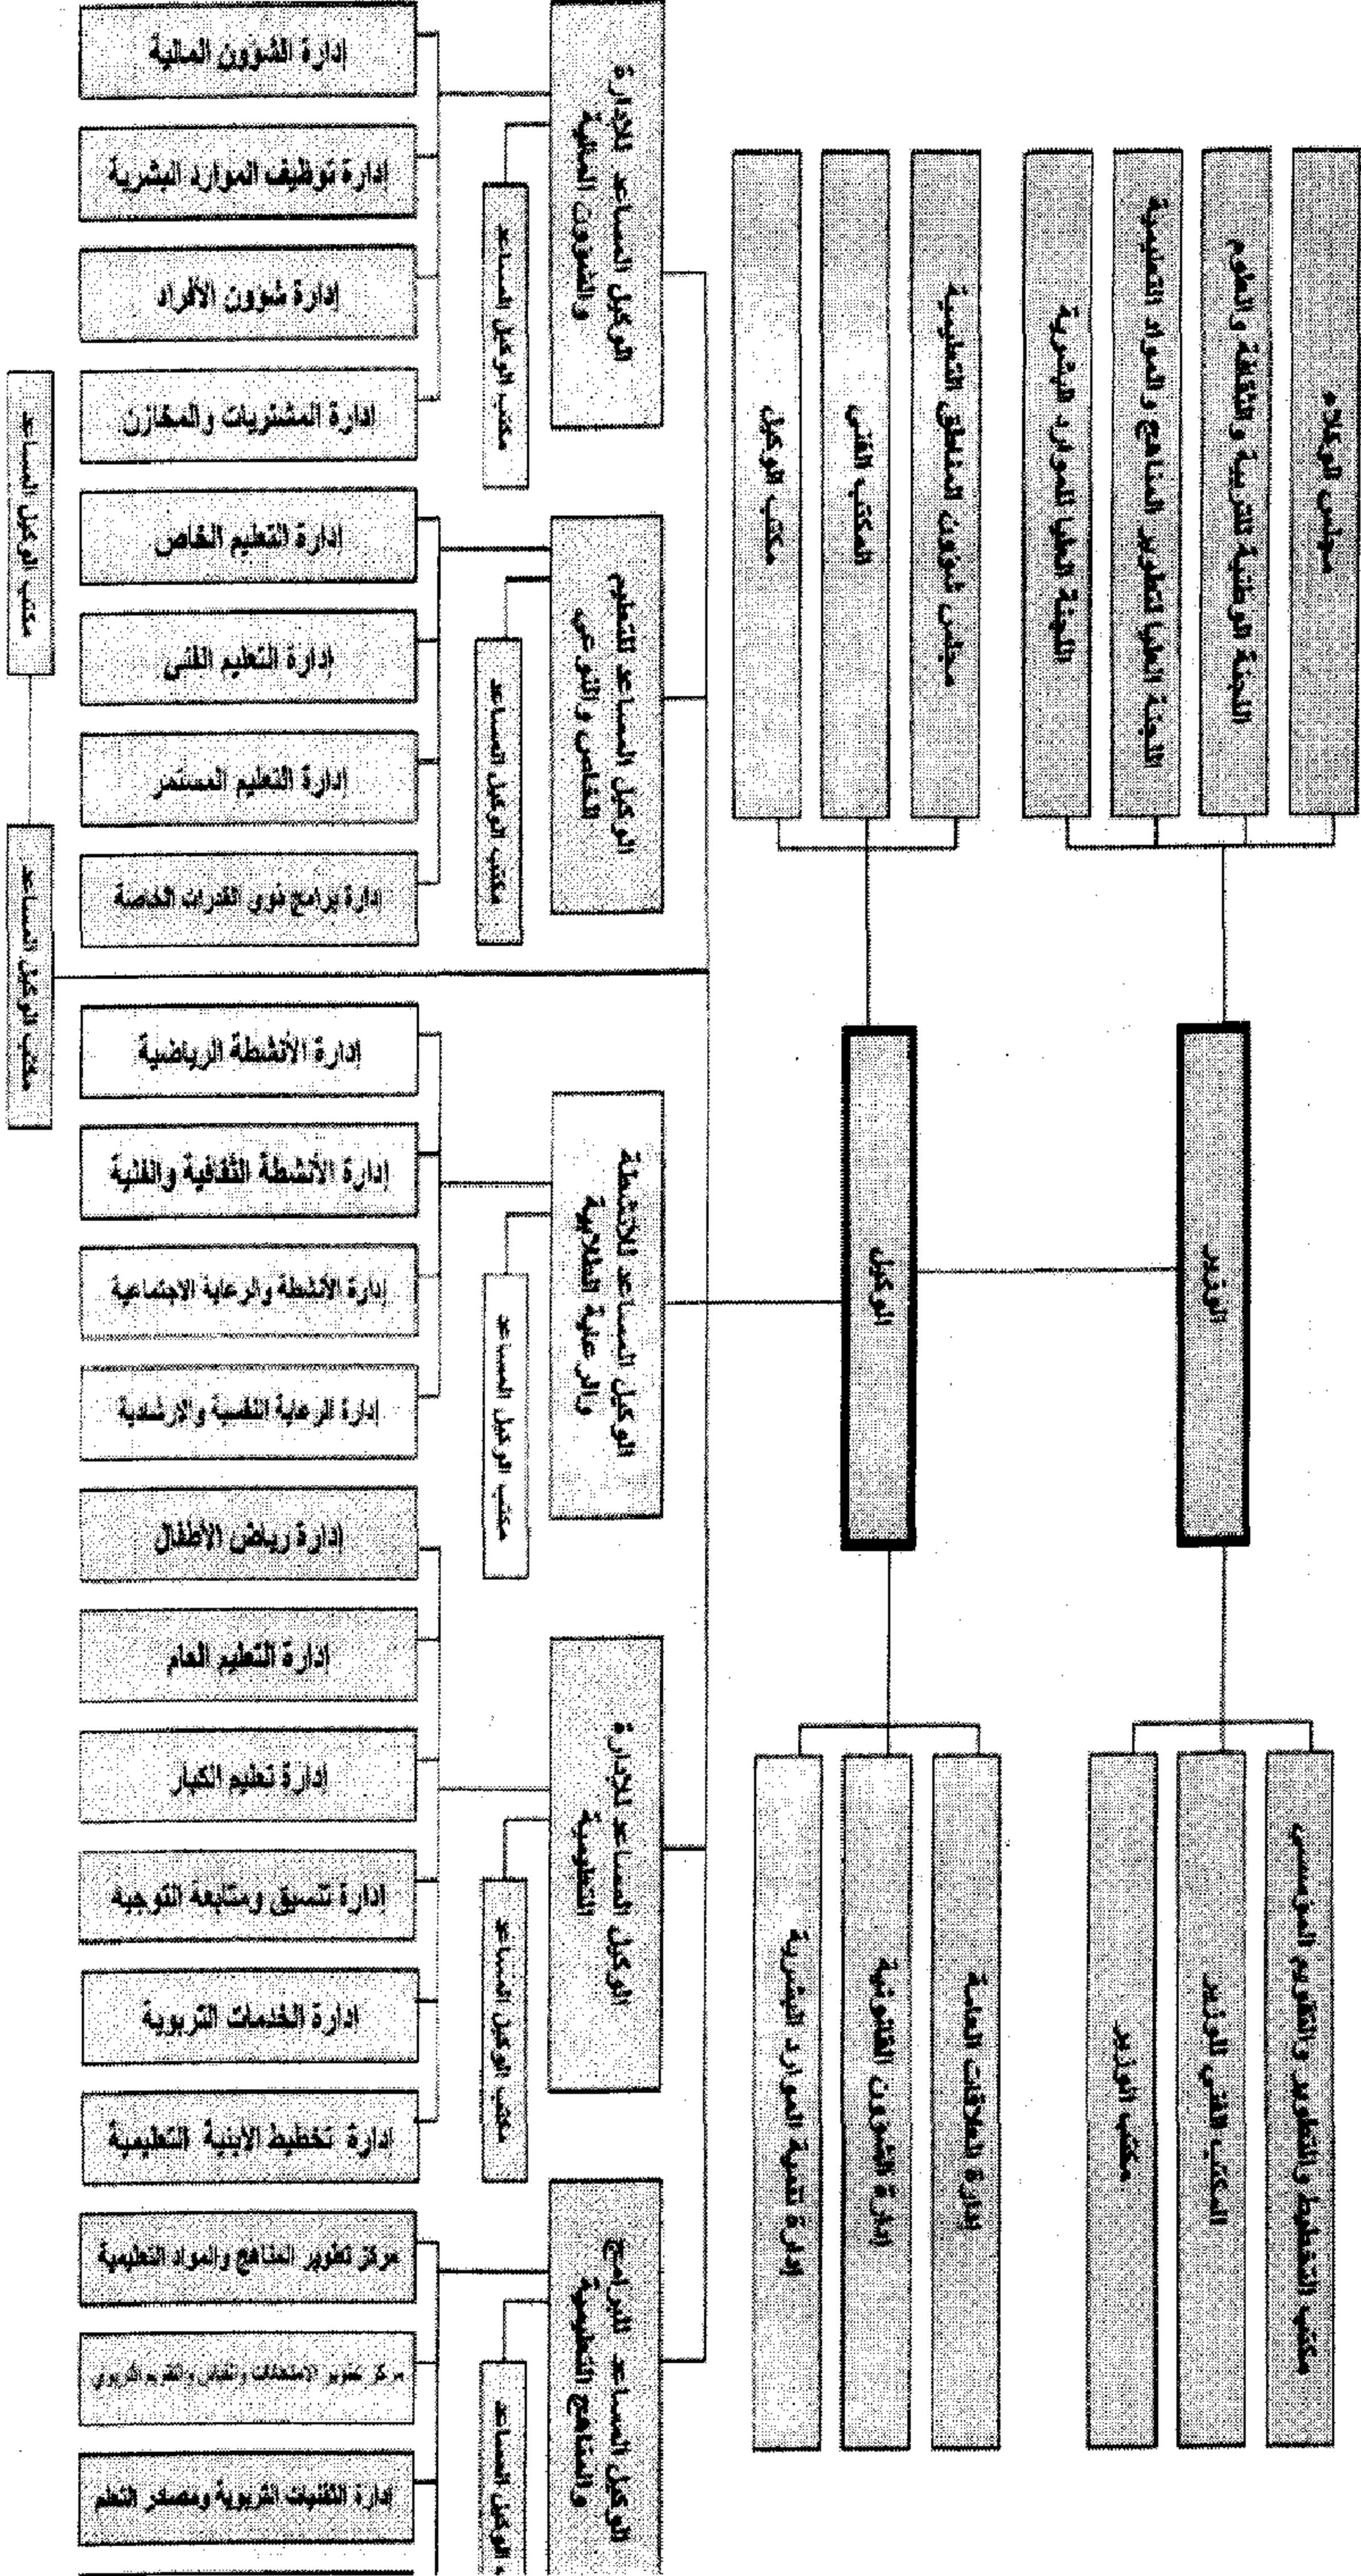 مجلس الوكلاء
اللجنة الوطنية للتربية والثقافة والعلوم
اللجنة العليا لتطوير المناهج والمواد التعليمية
اللجنة العليا للموارد البشرية
الوزير
مكتب التخطيط والتطوير والتقويم المؤسسي
المكتب الفني للوزير
مكتب الوزير
مجلس شؤون المناطق التعليمية
المكتب الفني
مكتب الوكيل
الوكيل
إدارة العلاقات العامة
إدارة الشؤون القانونية
إدارة تنمية الموارد البشرية
الوكيل المساعد للإدارة
والشؤون المالية
مكتب الوكيل المساعد
إدارة الشؤون المالية
إدارة توظيف الموارد البشرية
إدارة شؤون الأفراد
إدارة المشتريات والمخازن
الوكيل المساعد للتعليم
الخاص والنوعي
مكتب الوكيل المساعد
إدارة التعليم الخاص
إدارة التعليم الفني
إدارة التعليم المستمر
إدارة برامج ذوي القدرات الخاصة
الوكيل المساعد للأنشطة
والرعاية الطلابية
مكتب الوكيل المساعد
إدارة الأنشطة الرياضية
إدارة الأنشطة الثقافية والفنية
إدارة الأنشطة والرعاية الاجتماعية
إدارة الرعاية النفسية والإرشادية
الوكيل المساعد للإدارة
التعليمية
مكتب الوكيل المساعد
إدارة رياض الأطفال
إدارة التعليم العام
إدارة تعليم الكبار
إدارة تنسيق ومتابعة التوجيه
إدارة الخدمات التربوية
إدارة تخطيط الأبنية التعليمية
الوكيل المساعد للبرامج
والمناهج التعليمية
الوكيل المساعد
مركز تطوير المناهج والمواد التعليمية
مركز تطوير الامتحانات والقياس والتقويم التربوي
إدارة التقنيات التربوية ومصادر التعلم
مكتب الوكيل المساعد
مكتب الوكيل المساعد